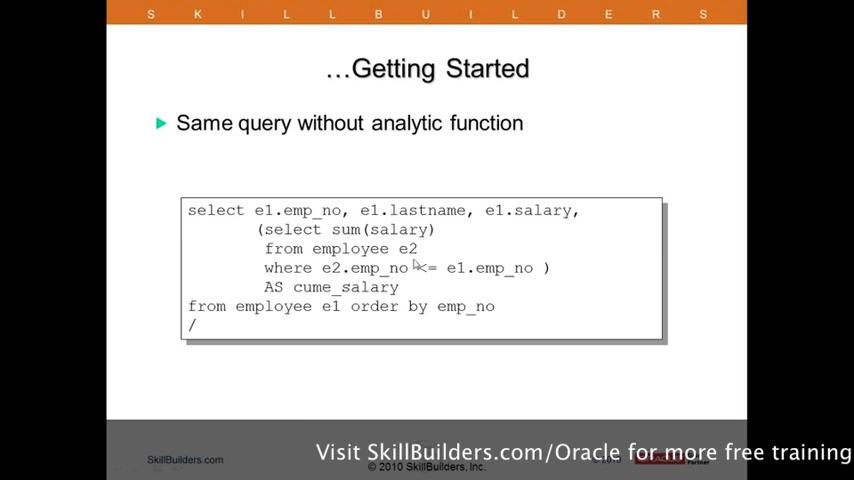 S K I L L B U I L D E R S
…Getting Started
Same query without analytic function
select e1.emp_no, e1.lastname, e1.salary,
(select sum(salary)
from employee e2
where e2.emp_no <= e1.emp_no )
AS cume_salary
from employee e1 order by emp_no
/
Visit SkillBuilders.com/Oracle for more free training
SkillBuilders.com
© 2010 SkillBuilders, Inc.
Partner